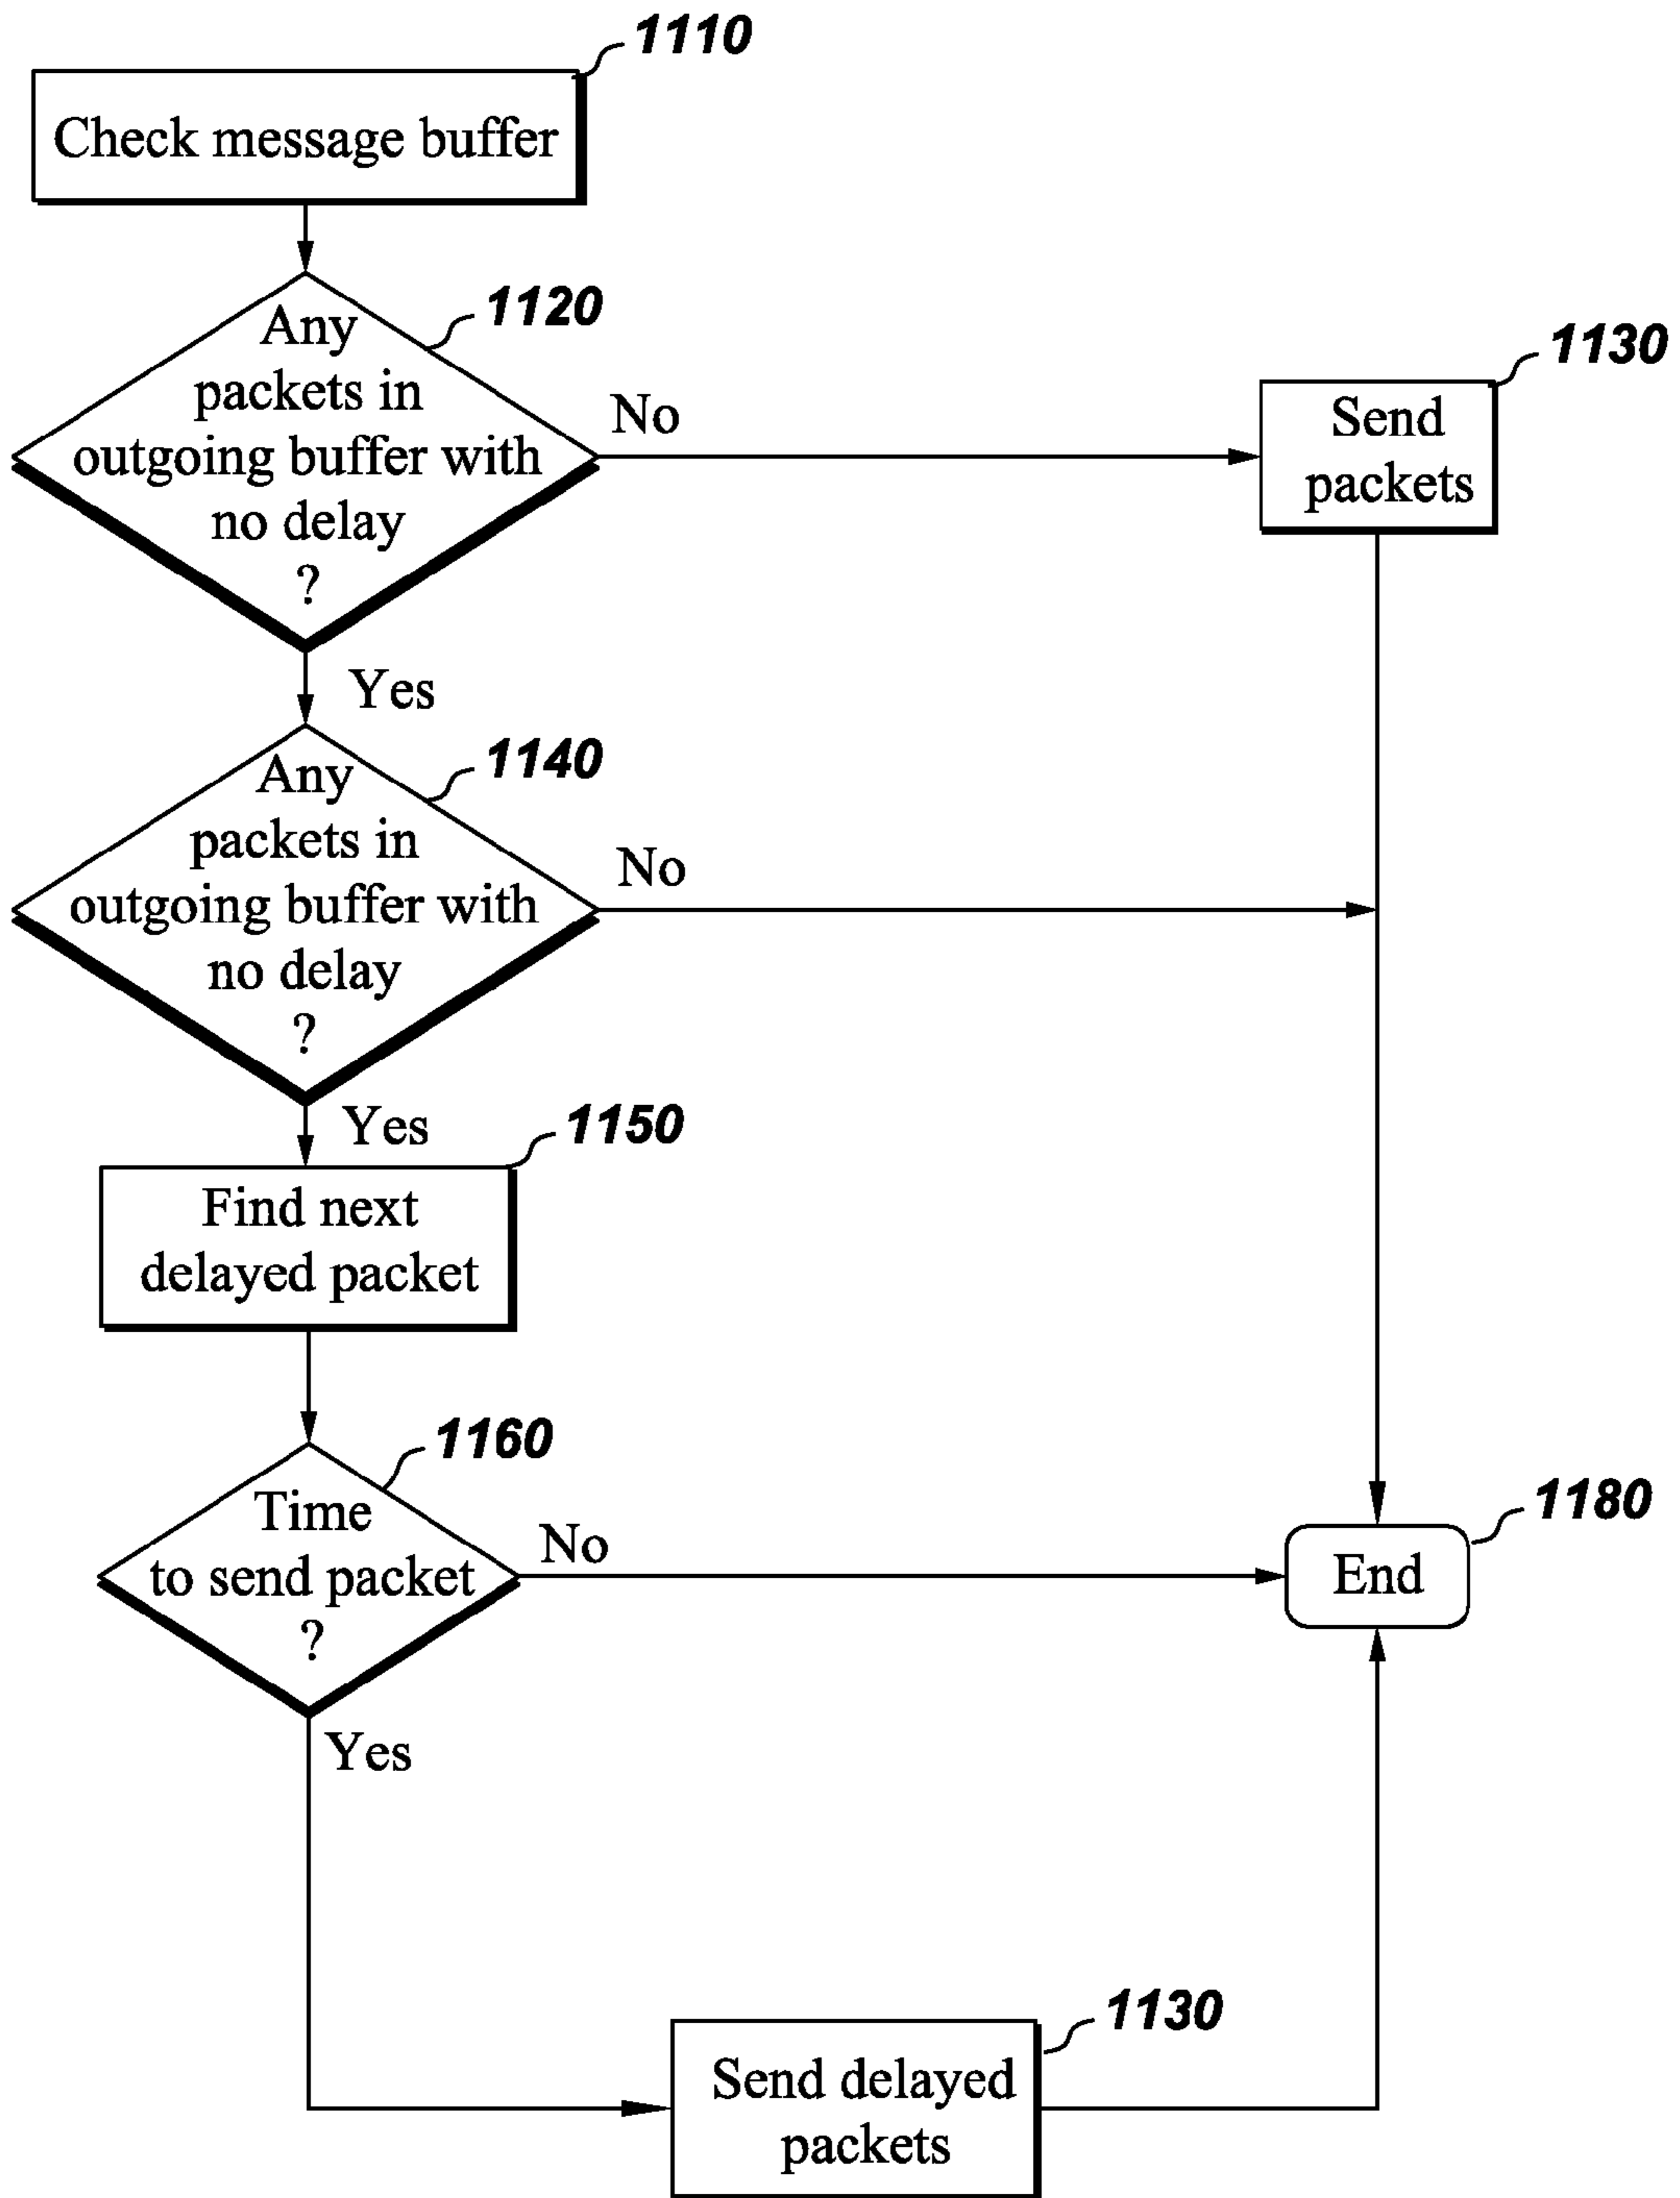 1110
Check message buffer
1120
Any
packets in
outgoing buffer with
no delay
?
No
1130
Send
packets
Yes
1140
Any
packets in
outgoing buffer with
no delay
?
No
Yes
1150
Find next
delayed packet
1160
Time
to send packet
?
No
1180
End
Yes
1130
Send delayed
packets